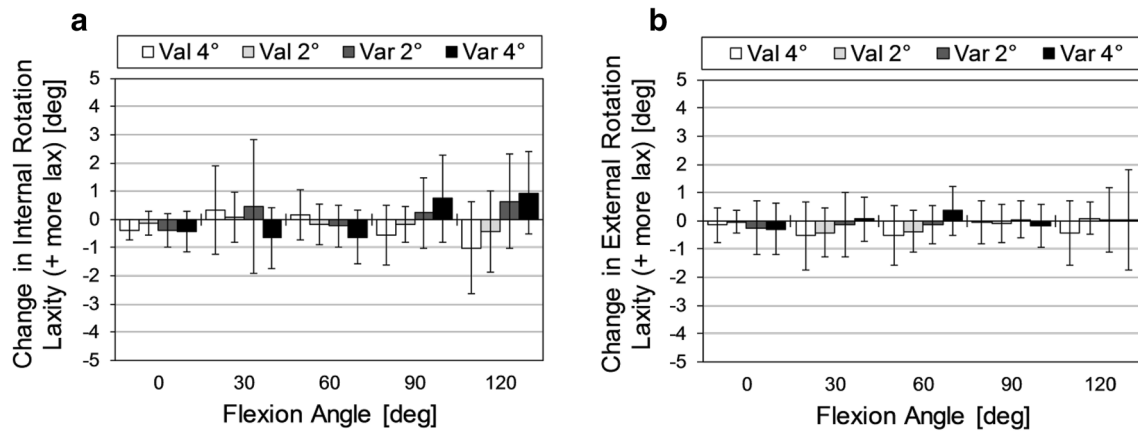 a
Val 4° Val 2° Var 2° Var 4°
Change in Internal Rotation
Laxity (+ more lax) [deg]
5
4
3
2
1
0
-1
-2
-3
-4
-5
0 30 60 90 120
Flexion Angle [deg]
b
Val 4° Val 2° Var 2° Var 4°
Change in External Rotation
Laxity (+ more lax) [deg]
5
4
3
2
1
0
-1
-2
-3
-4
-5
0 30 60 90 120
Flexion Angle [deg]